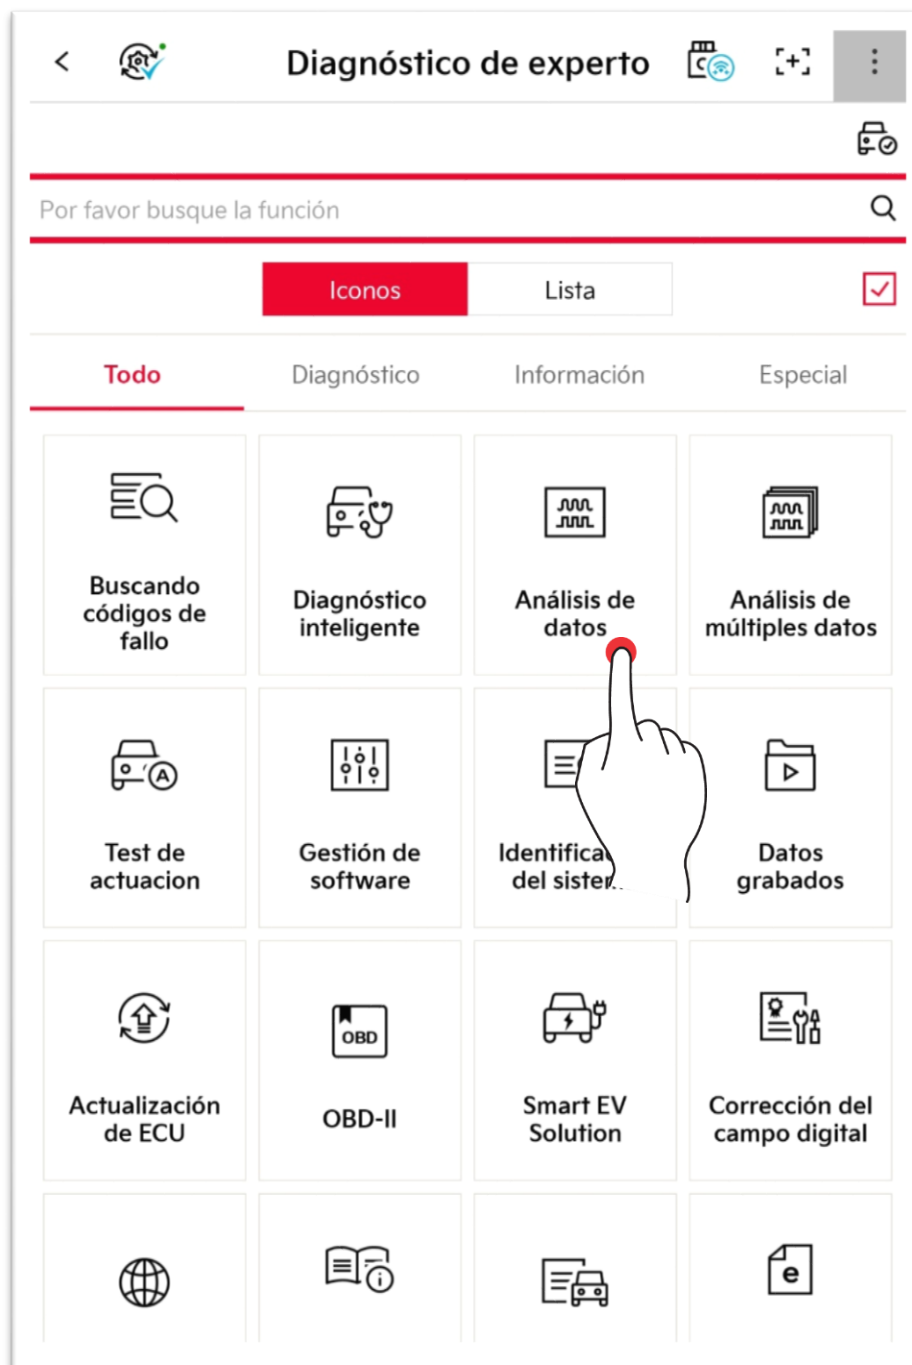 Diagnóstico de experto
Por favor busque la función
Iconos
Lista
Todo
Diagnóstico
Información
Especial
Buscando
códigos de
fallo
Diagnóstico
inteligente
Análisis de
datos
Análisis de
múltiples datos
A
Test de
actuacion
Gestión de
software
del
Datos
grabados
Actualización
de ECU
OBD
OBD-II
Smart EV
Solution
Corrección del
campo digital
e